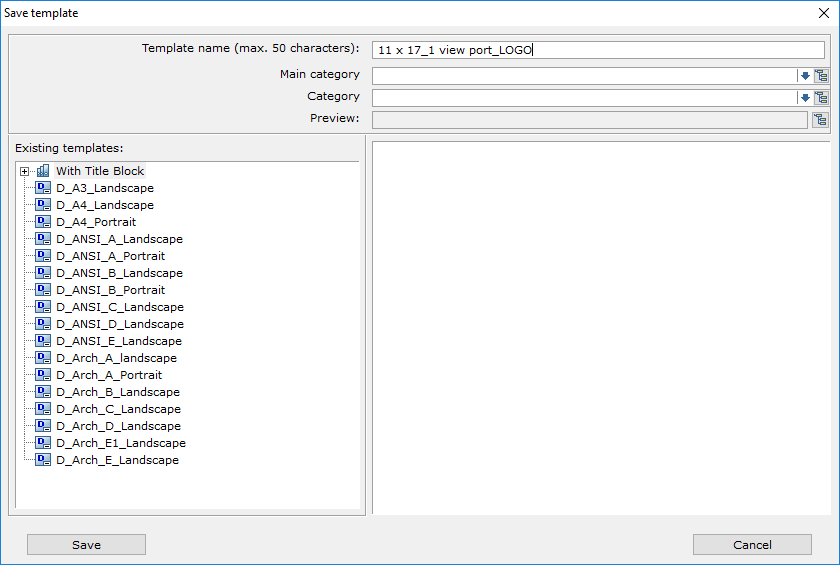 Save template
Template name (max. 50 characters):
11 x 17_1 view port_LOGO
Main category
Category
Preview:
Existing templates:
With Title Block
D_A3_Landscape
D_A4_Landscape
D_A4_Portrait
D_ANSI_A_Landscape
D_ANSI_A_Portrait
D_ANSI_B_Landscape
D_ANSI_B_Portrait
D_ANSI_C_Landscape
D_ANSI_D_Landscape
D_ANSI_E_Landscape
D_Arch_A_landscape
D_Arch_A_Portrait
D_Arch_B_Landscape
D_Arch_C_Landscape
D_Arch_D_Landscape
D_Arch_E1_Landscape
D_Arch_E_Landscape
Save
Cancel